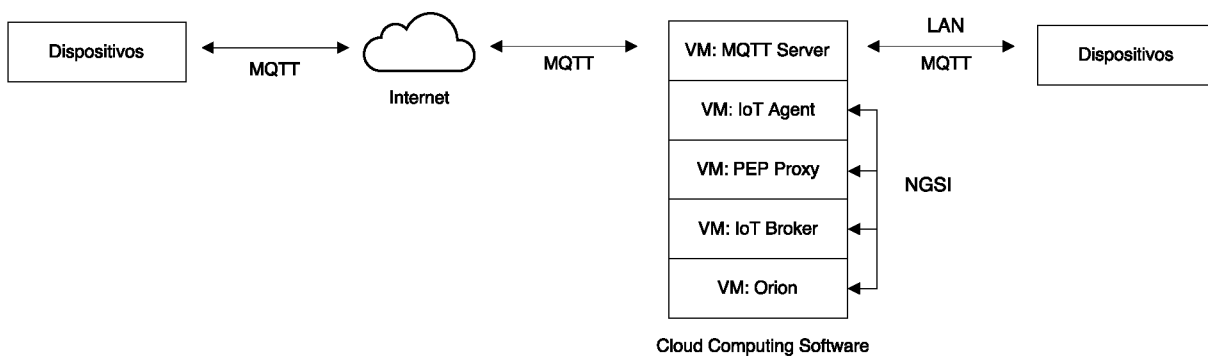 Dispositivos
MQTT
Internet
MQTT
VM: MQTT Server
VM: IoT Agent
VM: PEP Proxy
VM: IoT Broker
VM: Orion
Cloud Computing Software
LAN
MQTT
NGSI
Dispositivos